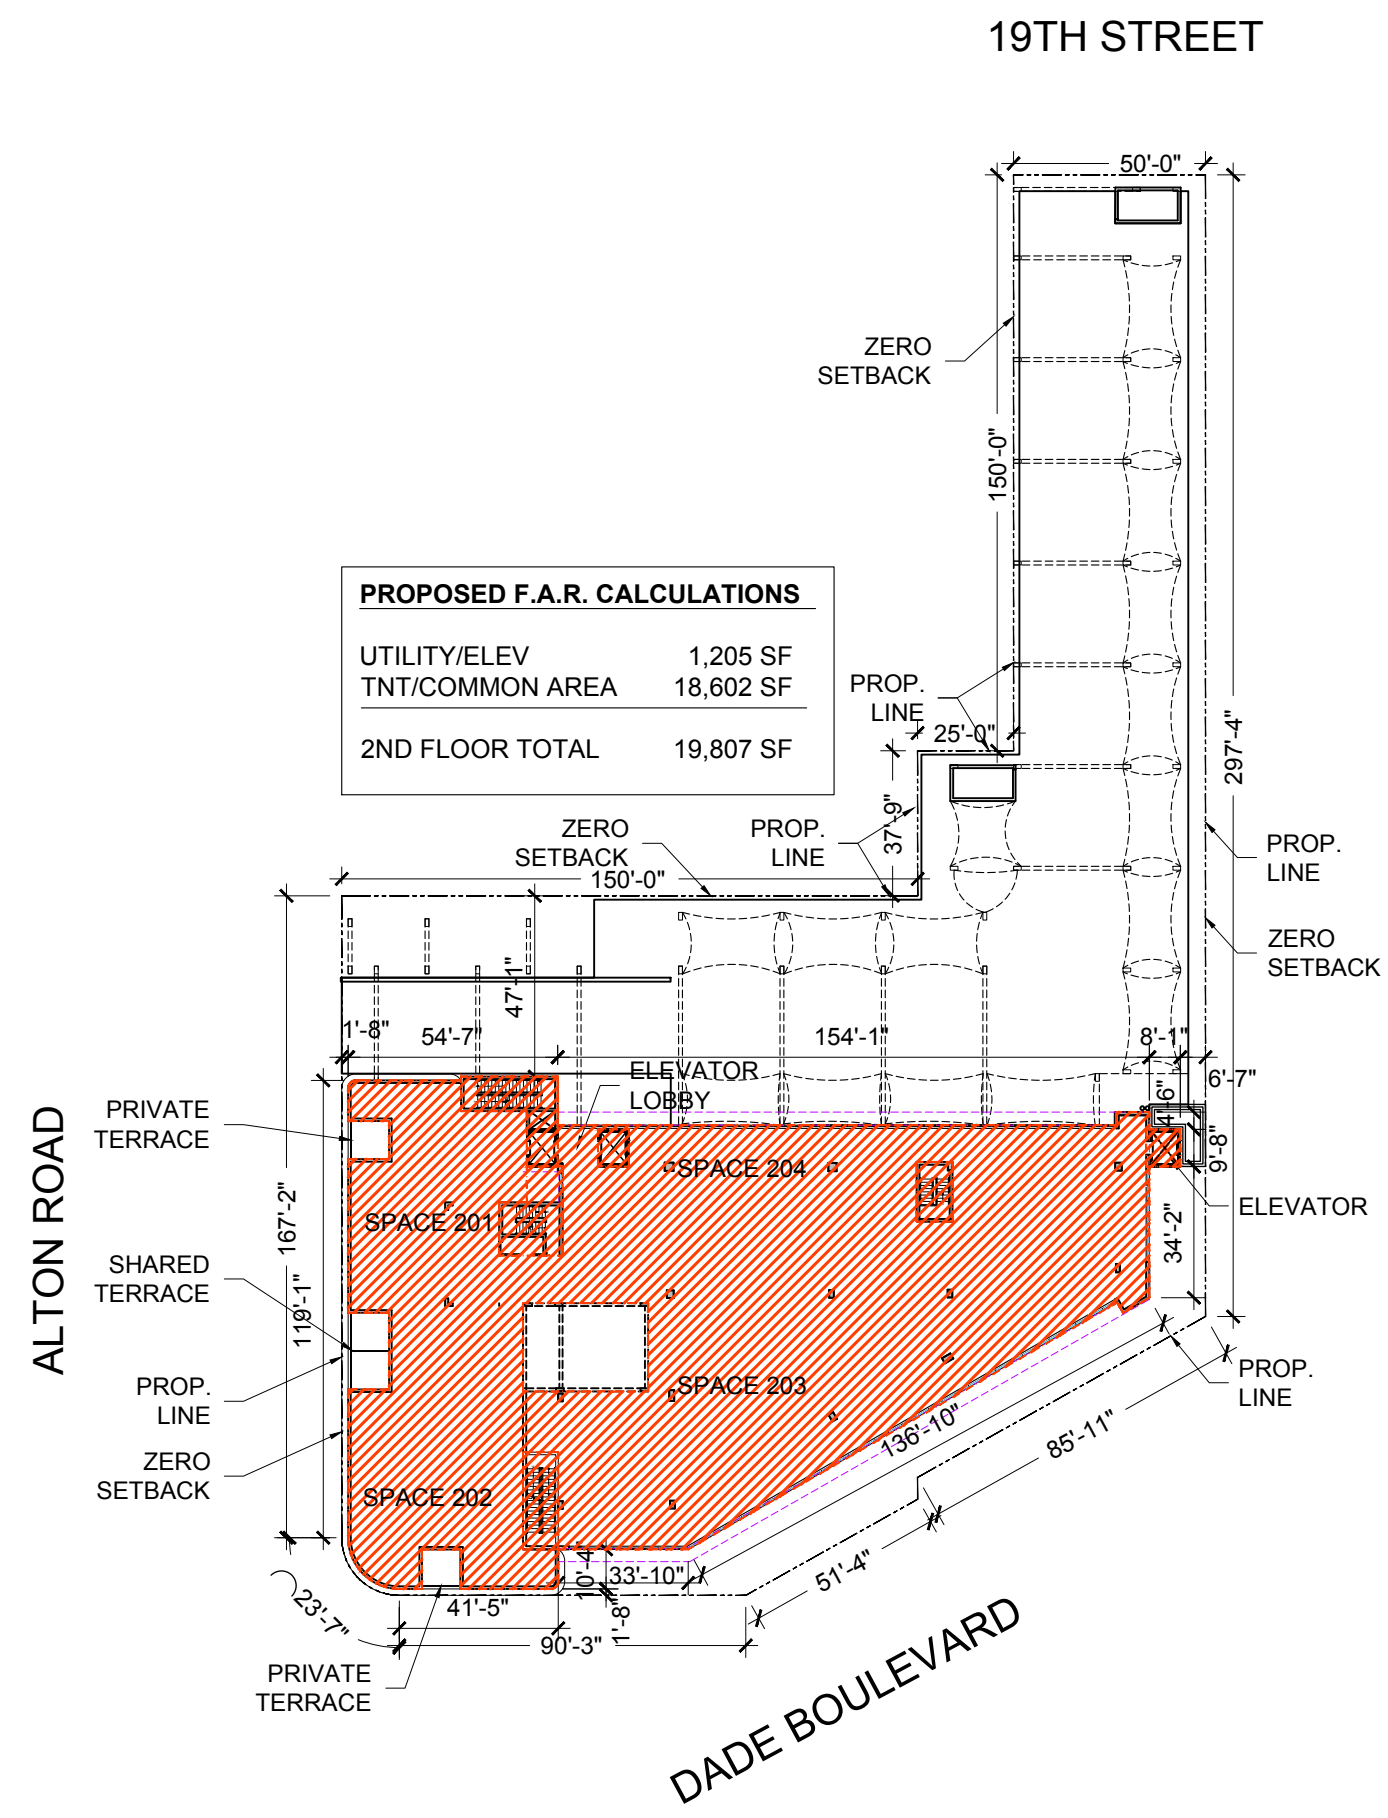 19TH STREET
50'-0"
ZERO
SETBACK
150'-0"
PROPOSED F.A.R. CALCULATIONS
UTILITY/ELEV 1,205 SF
TNT/COMMON AREA 18,602 SF
2ND FLOOR TOTAL 19,807 SF
PROP.
LINE
25'-0"
297'-4"
37'-9"
ZERO
SETBACK
PROP.
LINE
150'-0"
PROP.
LINE
ZERO
SETBACK
47'-1"
1'-8"
54'-7"
154'-1"
8'-1"
6'-7"
ELEVATOR
LOBBY
PRIVATE
TERRACE
9'-8"
SPACE 204
ALTON ROAD
167'-2"
SPACE 201
34'-2"
ELEVATOR
SHARED
TERRACE
119'-1"
PROP.
LINE
SPACE 203
PROP.
LINE
136'-10"
85'-11"
ZERO
SETBACK
SPACE 202
51'-4"
10'-4"
33'-10"
23'-7"
41'-5"
1'-8"
90'-3"
PRIVATE
TERRACE
DADE BOULEVARD